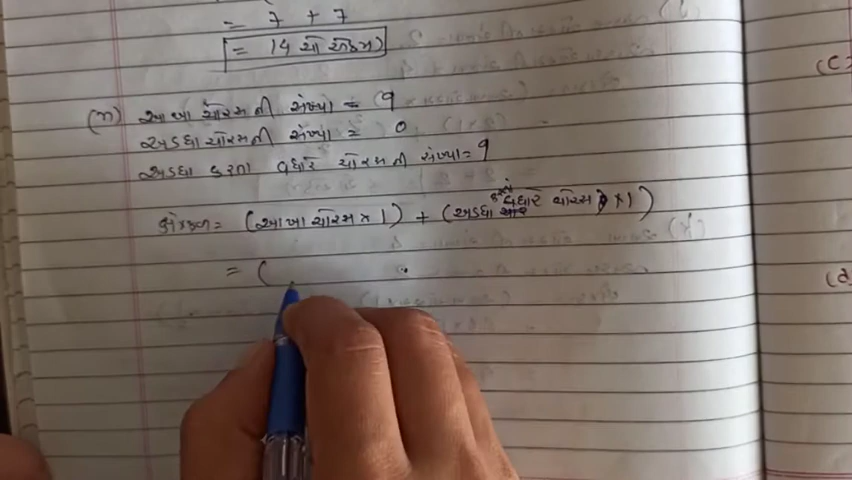 = 7 + 7
= 14 ચો એકમ
(n) આખા ચોરસની સંખ્યા = 9
અડધા ચોરસની સંખ્યા = 0
અડધા કરતા વધારે ચોરસની સંખ્યા = 9
= (આખા ચોરસ × 1) + (અડધા કરતાં વધારે ચોરસ × 1)
= (
(c)
(d)